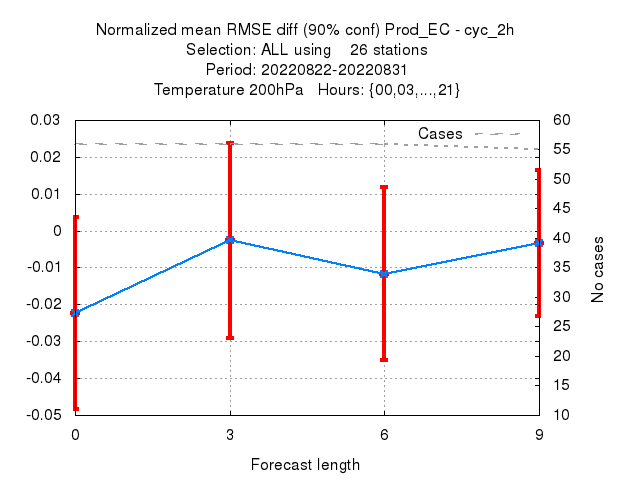 Normalized mean RMSE diff (90% conf) Prod_EC - cyc_2h
Selection: ALL using    26 stations
Period: 20220822-20220831
Temperature 200hPa   Hours: {00,03,...,21}
0.03
0.02
0.01
0
-0.01
-0.02
-0.03
-0.04
-0.05
Cases
60
55
50
45
40
35
30
25
20
15
10
No cases
0 3 6 9
Forecast length